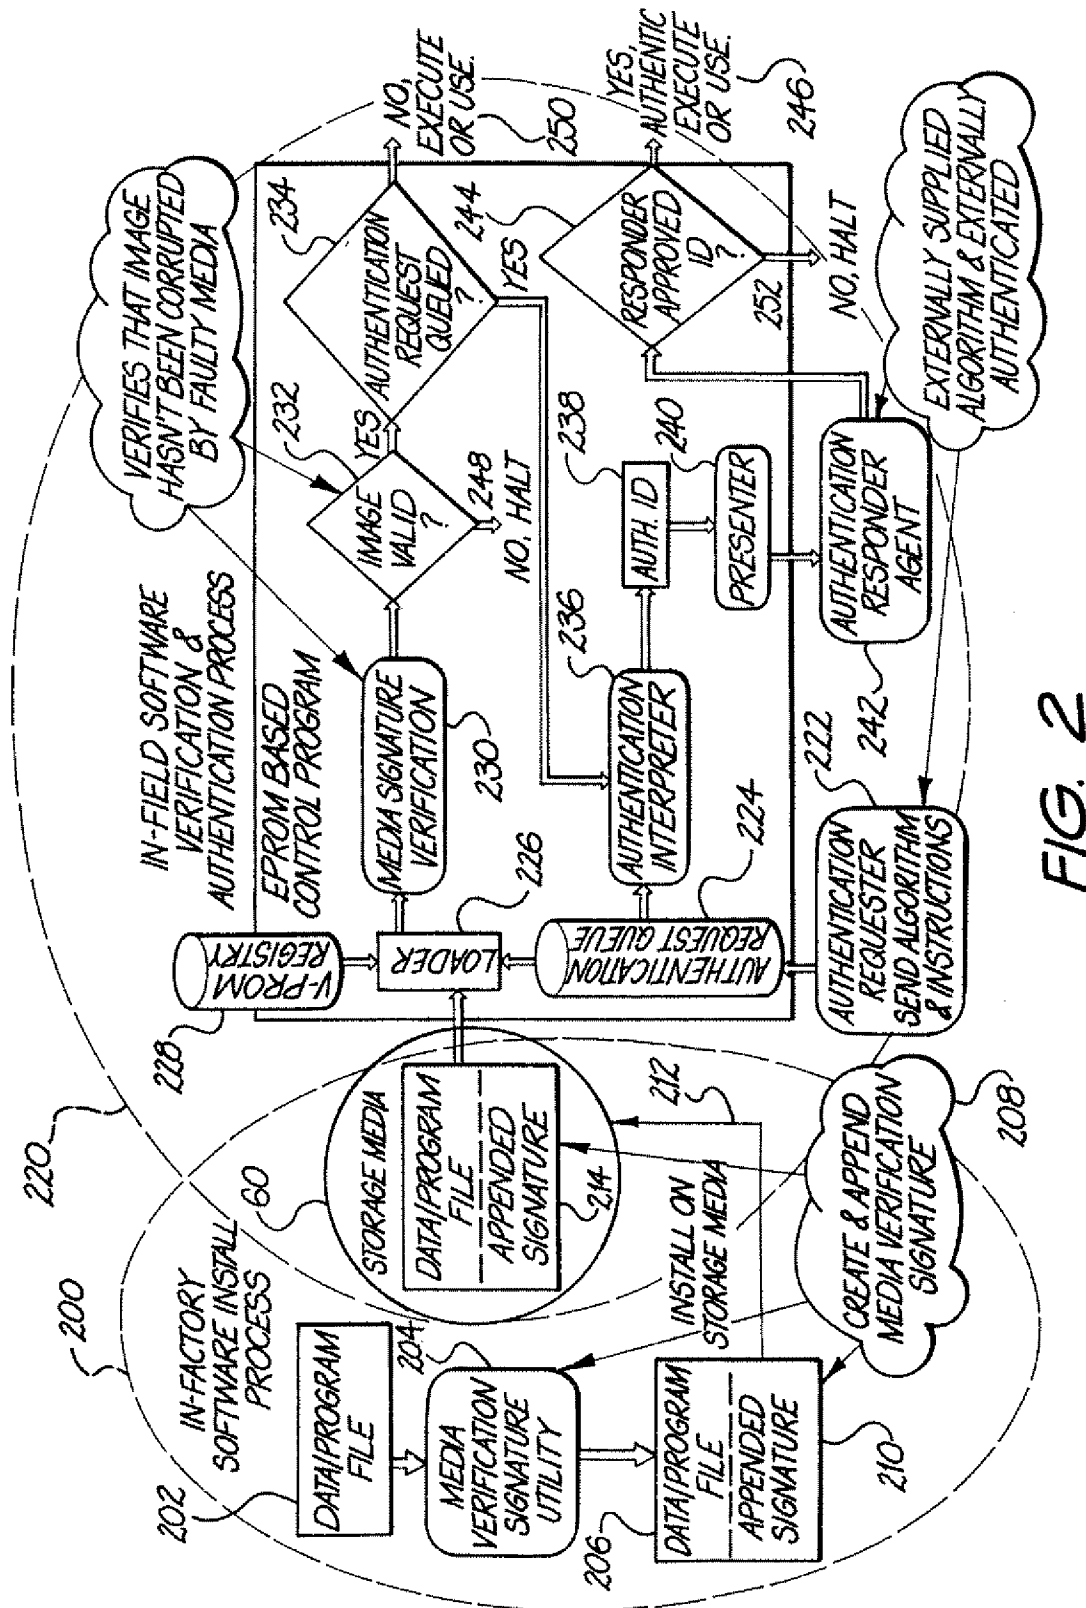 200
IN-FACTORY
SOFTWARE INSTALL
PROCESS
202
DATA/PROGRAM
FILE
204
MEDIA
VERIFICATION
SIGNATURE
UTILITY
206
DATA/PROGRAM
FILE
APPENDED
SIGNATURE
210
INSTALL ON
STORAGE MEDIA
212
CREATE & APPEND
MEDIA VERIFICATION
SIGNATURE
208
60
STORAGE MEDIA
DATA/PROGRAM
FILE
APPENDED
SIGNATURE
214
220
IN-FIELD SOFTWARE
VERIFICATION &
AUTHENTICATION PROCESS
EPROM BASED
CONTROL PROGRAM
228
V-PROM
REGISTRY
LOADER
226
AUTHENTICATION
REQUEST QUEUE
224
AUTHENTICATION
REQUESTER
SEND ALGORITHM
& INSTRUCTIONS
222
MEDIA SIGNATURE
VERIFICATION
230
VERIFIES THAT IMAGE
HASN'T BEEN CORRUPTED
BY FAULTY MEDIA
232
IMAGE
VALID
?
YES
248
NO, HALT
234
AUTHENTICATION
REQUEST
QUEUED
?
YES
NO,
EXECUTE
OR USE.
250
AUTHENTICATION
INTERPRETER
236
AUTH. ID
238
PRESENTER
240
AUTHENTICATION
RESPONDER
AGENT
242
244
RESPONDER
APPROVED
ID
?
YES,
AUTHENTIC
EXECUTE
OR USE.
246
252
NO, HALT
EXTERNALLY SUPPLIED
ALGORITHM & EXTERNALLY
AUTHENTICATED
FIG. 2